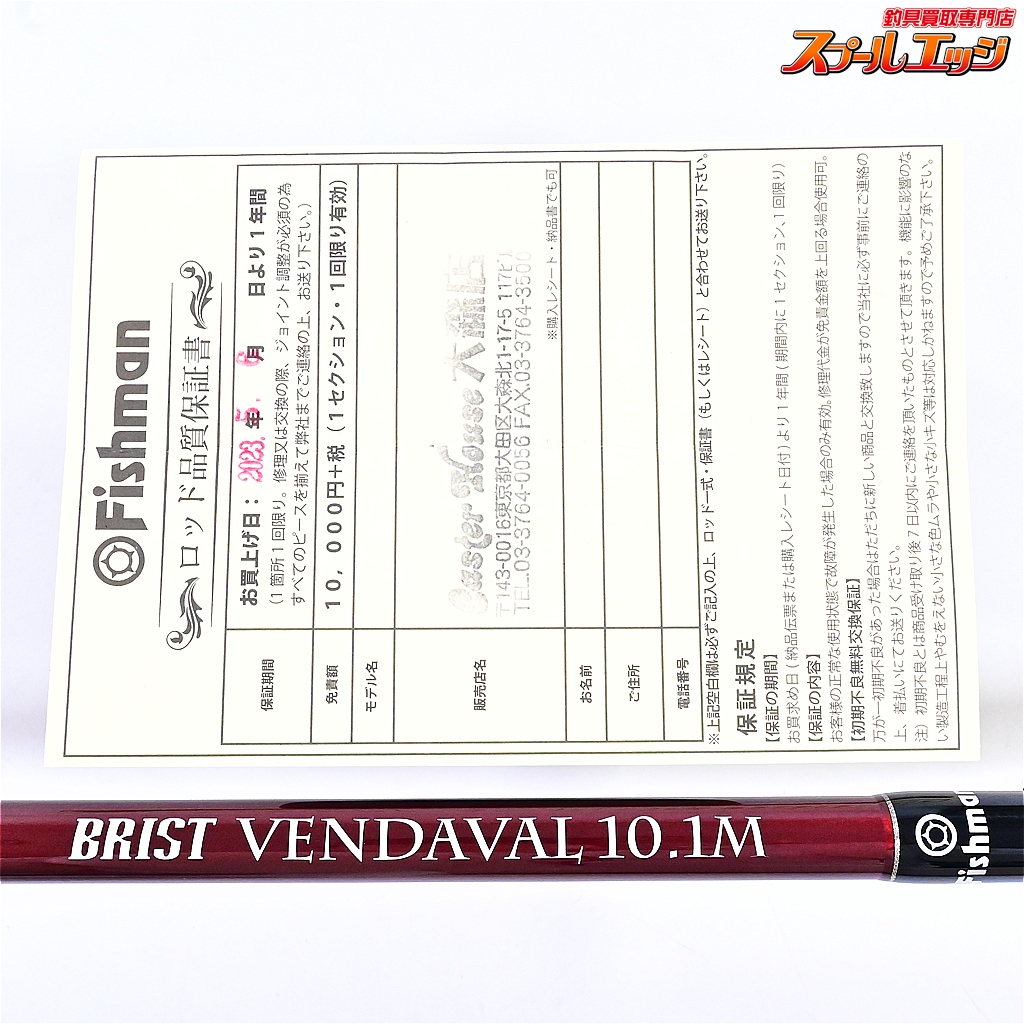 釣具買取専門店
スプールエッジ
Fishman
ロッド品質保証書
保証期間
お買上げ日： 2023年 5. 6月 日より1年間
(1箇所1回限り。修理又は交換の際、ジョイント調整が必須の為
すべてのピースを揃えて弊社までご連絡の上、お送り下さい。)
免責額
10，000円＋税（1セクション・1回限り有効）
モデル名
販売店名
Caster House 大森店
〒143-0016東京都大田区大森北1-17-5 117ビル
TEL.03-3764-0056 FAX.03-3764-3500
※購入レシート・納品書でも可
お名前
ご住所
電話番号
※上記空白欄は必ずご記入の上、ロッド一式・保証書（もしくはレシート）と合わせてお送り下さい。
保証規定
【保証の期間】
お買求め日(納品伝票または購入レシート日付)より1年間(期間内に1セクション、1回限り)
【保証の内容】
お客様の正常な使用状態で故障が発生した場合のみ有効。修理代金が免責金額を上回る場合使用可。
【初期不良無料交換保証】
万が一初期不良があった場合はただちに新しい商品と交換致しますので当社に必ず事前にご連絡の
上、着払いにてお送りください。
注）初期不良とは商品受け取り後7日以内にご連絡を頂いたものとさせて頂きます。機能に影響のな
い製造工程上やむをえない小さな色ムラや小さな小キズ等は対応しかねますので予めご了承下さい。
BRIST VENDAVAL 10.1M
Fishman